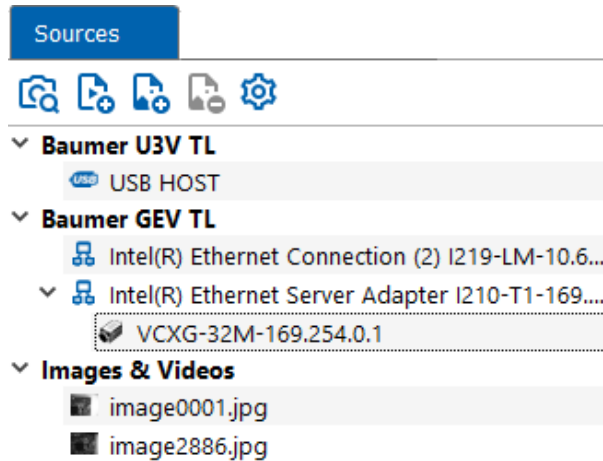 Sources
Baumer U3V TL
USB HOST
Baumer GEV TL
Intel(R) Ethernet Connection (2) I219-LM-10.6...
Intel(R) Ethernet Server Adapter I210-T1-169....
VCXG-32M-169.254.0.1
Images & Videos
image0001.jpg
image2886.jpg